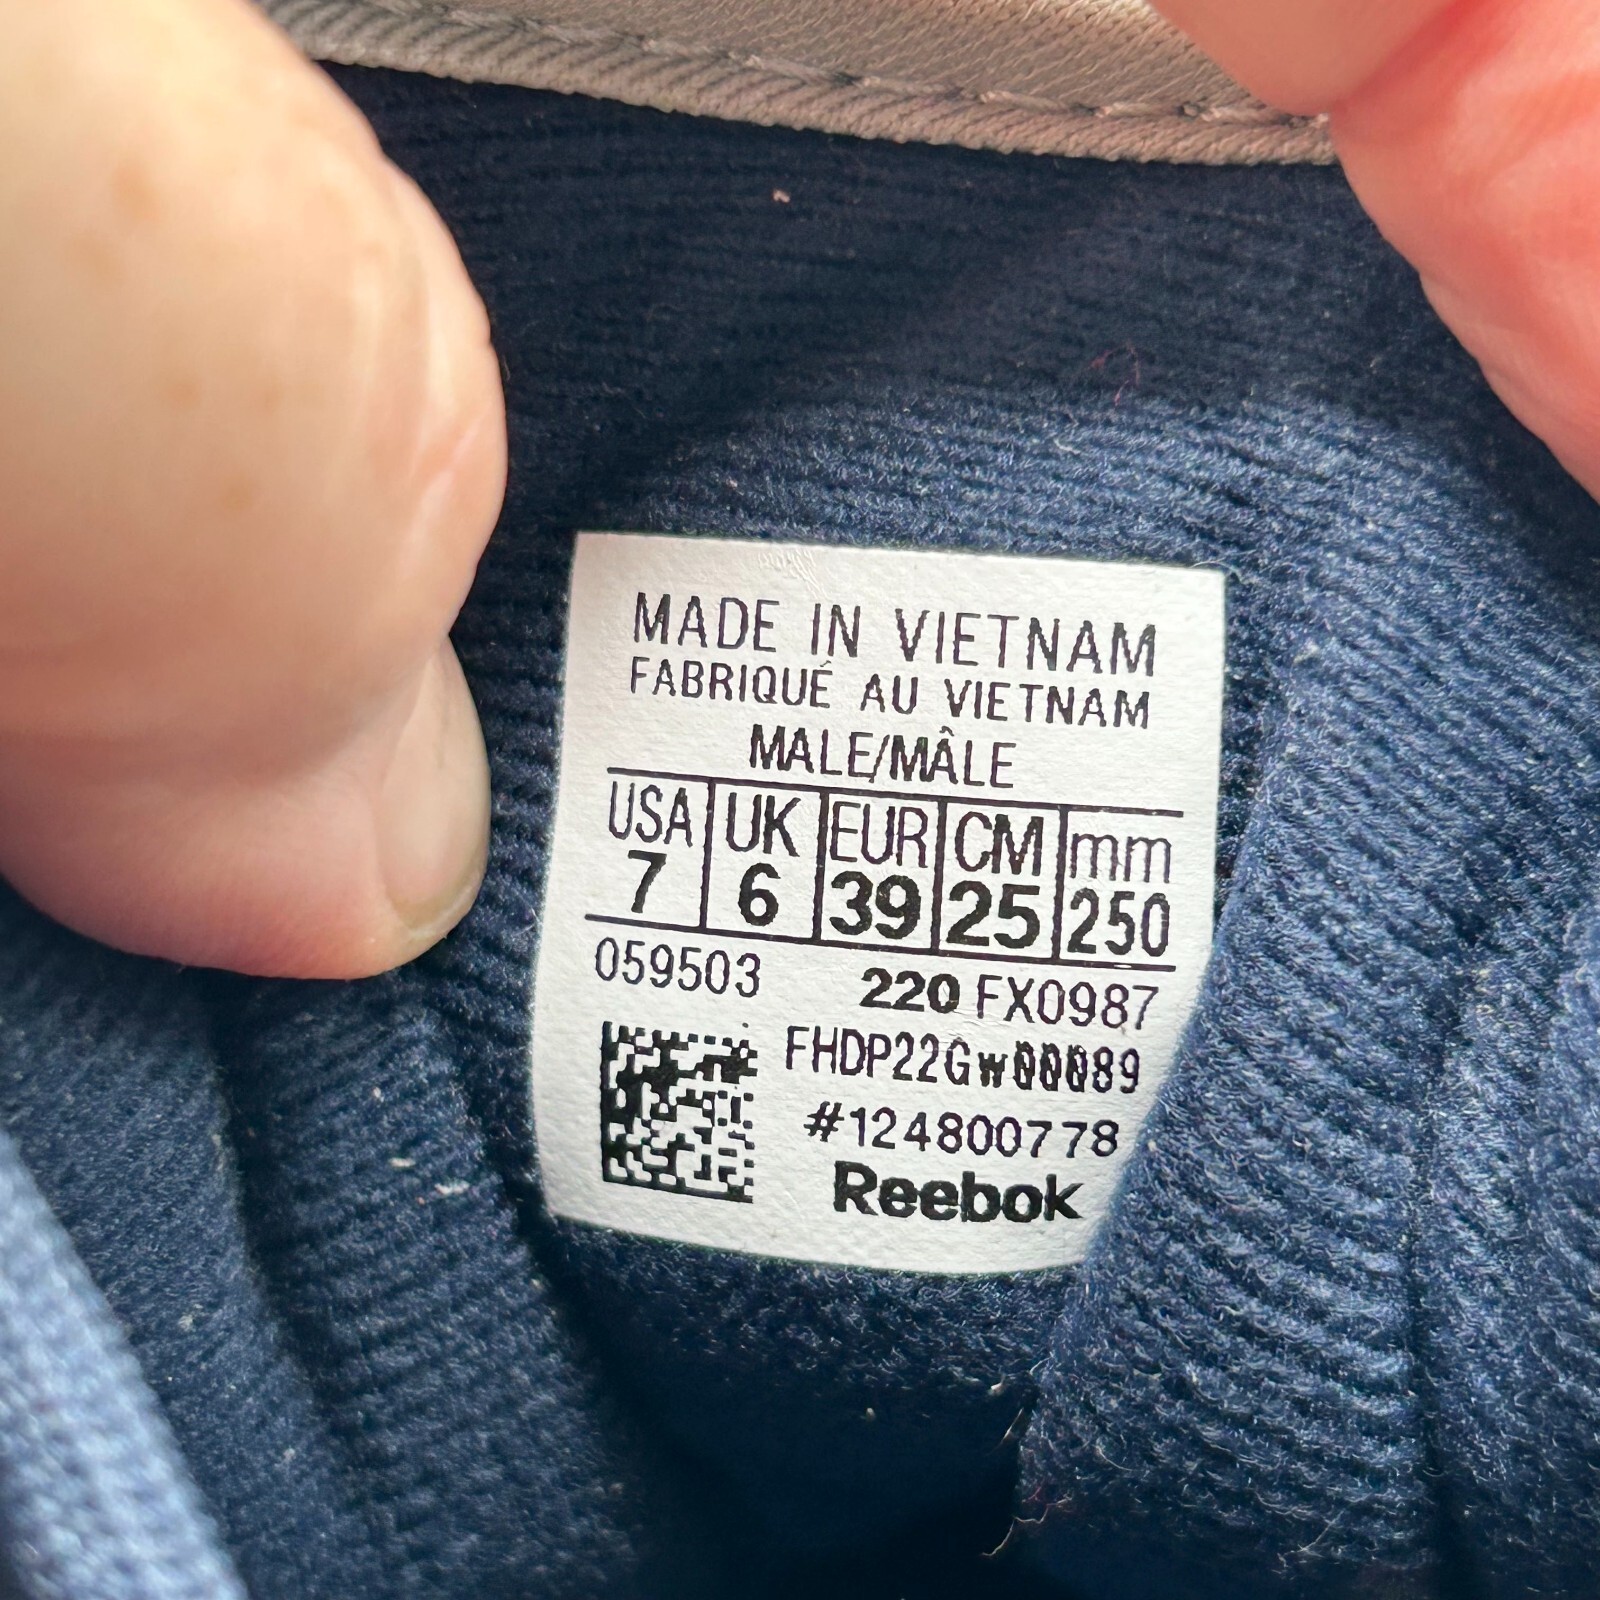 MADE IN VIETNAM
FABRIQUÉ AU VIETNAM
MALE/MÂLE
USA UK EUR CM mm
7 6 39 25 250
059503 220 FX0987
FHDP22Gw00089
#124800778
Reebok